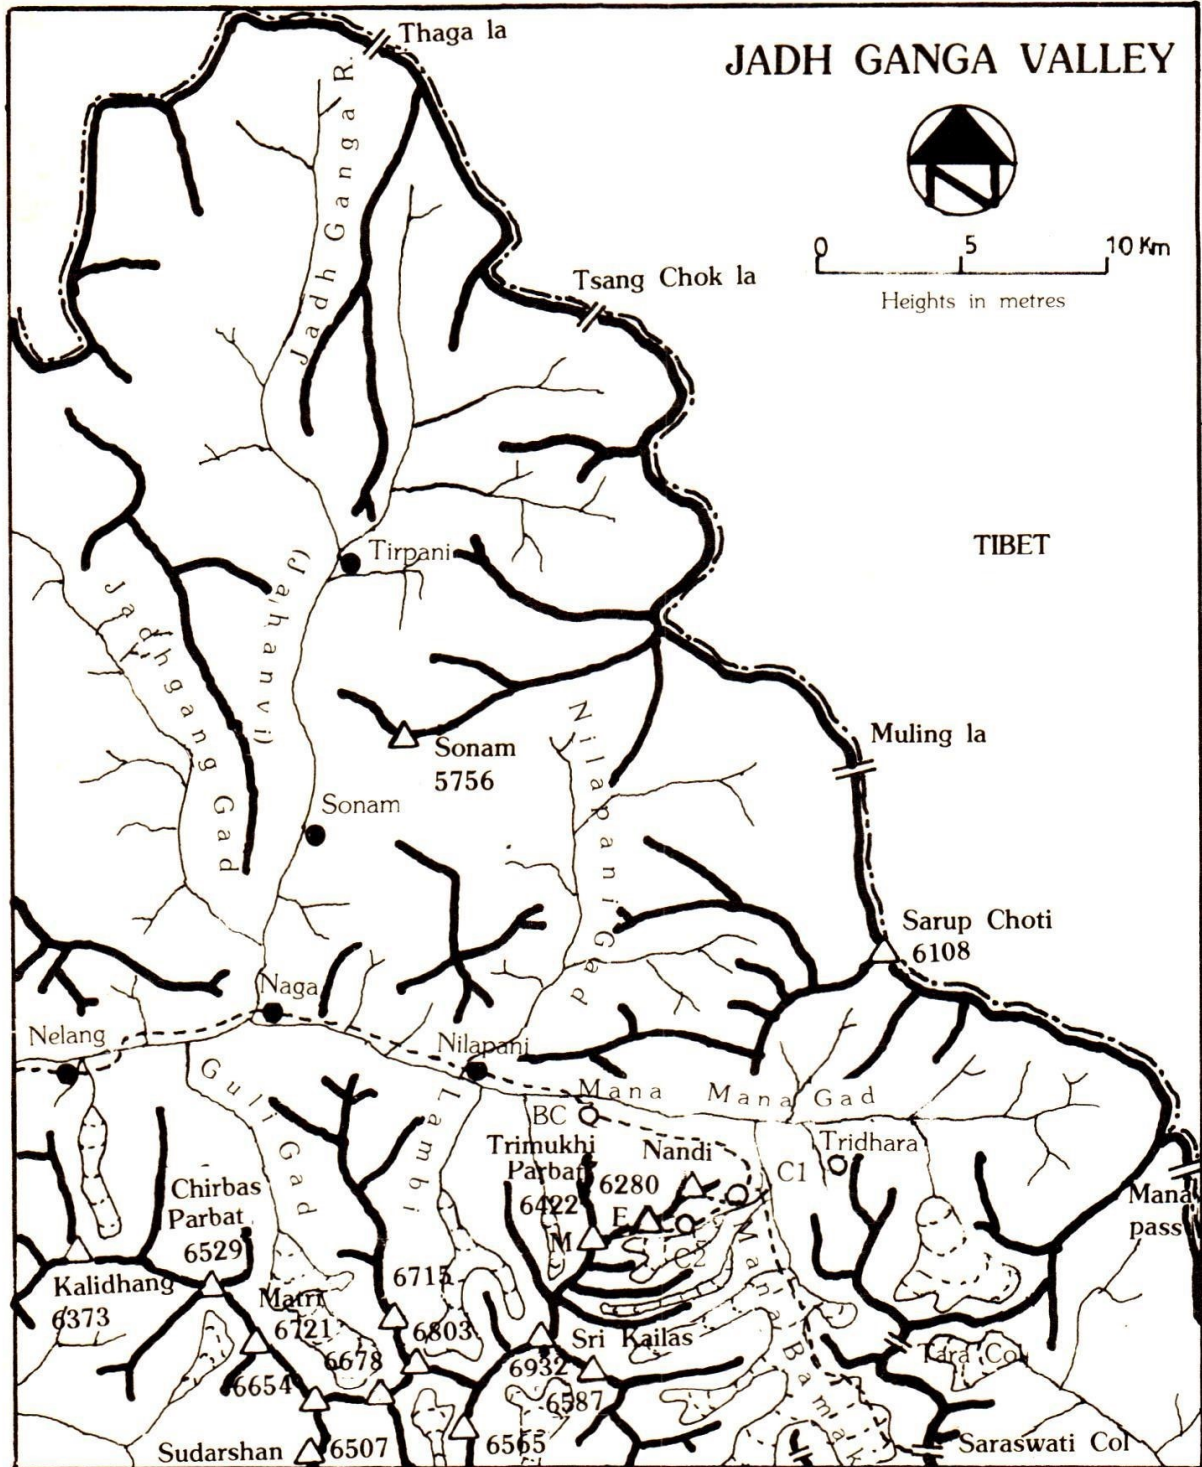 JADH GANGA VALLEY
Thaga la
0 5 10 Km
Heights in metres
Jadh Ganga R.
Tsang Chok la
TIBET
Tirpani
(Jahanvi)
Jadhgang Gad
Sonam
5756
Nilapani Gad
Muling la
Sonam
Sarup Choti
6108
Naga
Nelang
Nilapani
Mana Mana Gad
Gull Gad
Lambi
BC
Trimukhi
Parbat
6422
Nandi
6280
Tridhara
C1
Mana
pass
E
M
C2
Chirbas
Parbat
6529
Kalidhang
6373
Matri
6721
6715
6803
6678
6654
Sri Kailas
6932
6587
Mana Bamak
Tara Col
Sudarshan
6507
6565
Saraswati Col